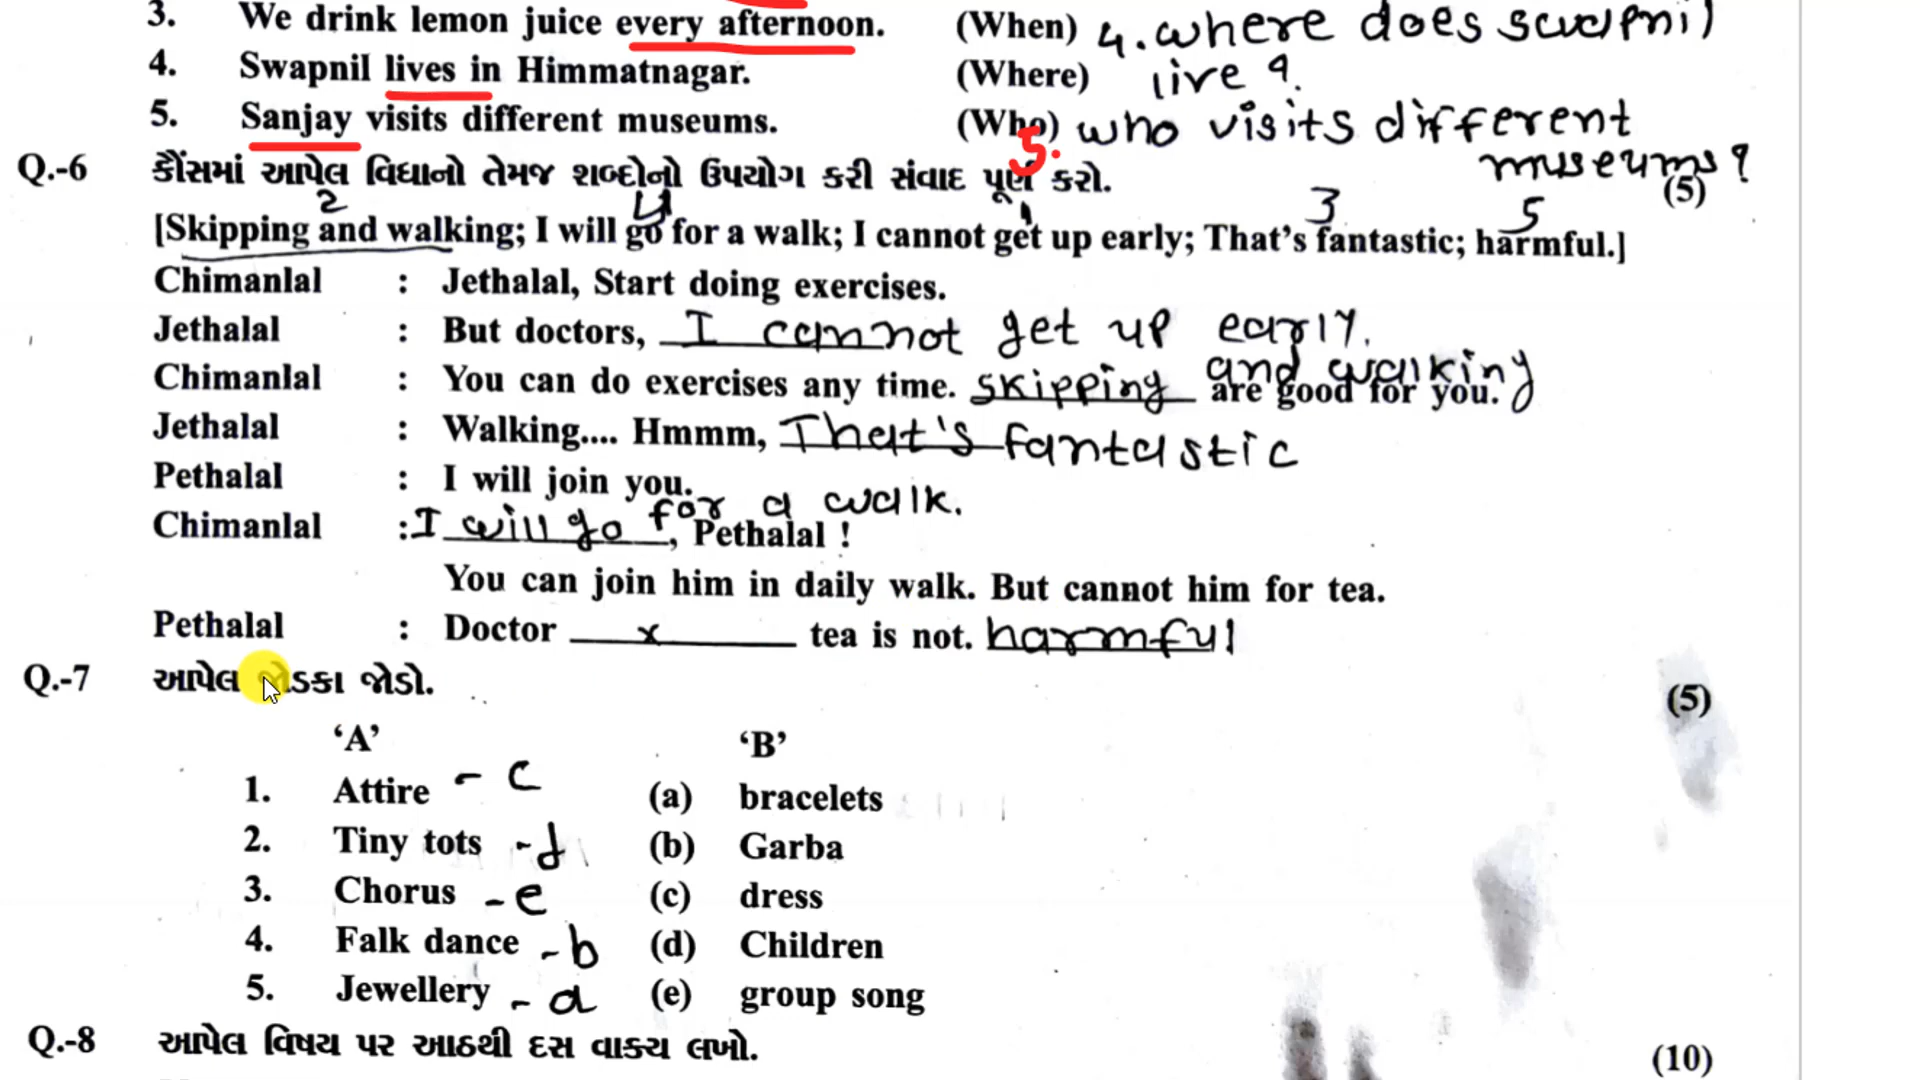 3. We drink lemon juice every afternoon. (When) 4. where does swapnil
4. Swapnil lives in Himmatnagar. (Where) live ?
5. Sanjay visits different museums. (Who) who visits different
museums?
5.
Q.-6 કૌંસમાં આપેલ વિધાનો તેમજ શબ્દોનો ઉપયોગ કરી સંવાદ પૂર્ણ કરો. (5)
2 4 1 3 5
[Skipping and walking; I will go for a walk; I cannot get up early; That's fantastic; harmful.]
Chimanlal : Jethalal, Start doing exercises.
Jethalal : But doctors, I cannot get up early.
Chimanlal : You can do exercises any time. skipping and walking are good for you.
Jethalal : Walking.... Hmmm, That's fantastic
Pethalal : I will join you.
Chimanlal : I will go for a walk. , Pethalal !
You can join him in daily walk. But cannot him for tea.
Pethalal : Doctor x tea is not. harmful
Q.-7 આપેલ જોડકા જોડો. (5)
'A' 'B'
1. Attire - c (a) bracelets
2. Tiny tots - d (b) Garba
3. Chorus - e (c) dress
4. Falk dance - b (d) Children
5. Jewellery - a (e) group song
Q.-8 આપેલ વિષય પર આઠથી દસ વાક્ય લખો. (10)